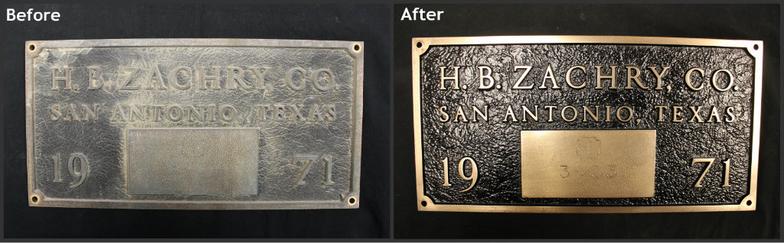 Before
H. B. ZACHRY, CO.
SAN ANTONIO, TEXAS
19 71
After
H. B. ZACHRY, CO.
SAN ANTONIO, TEXAS
19 71